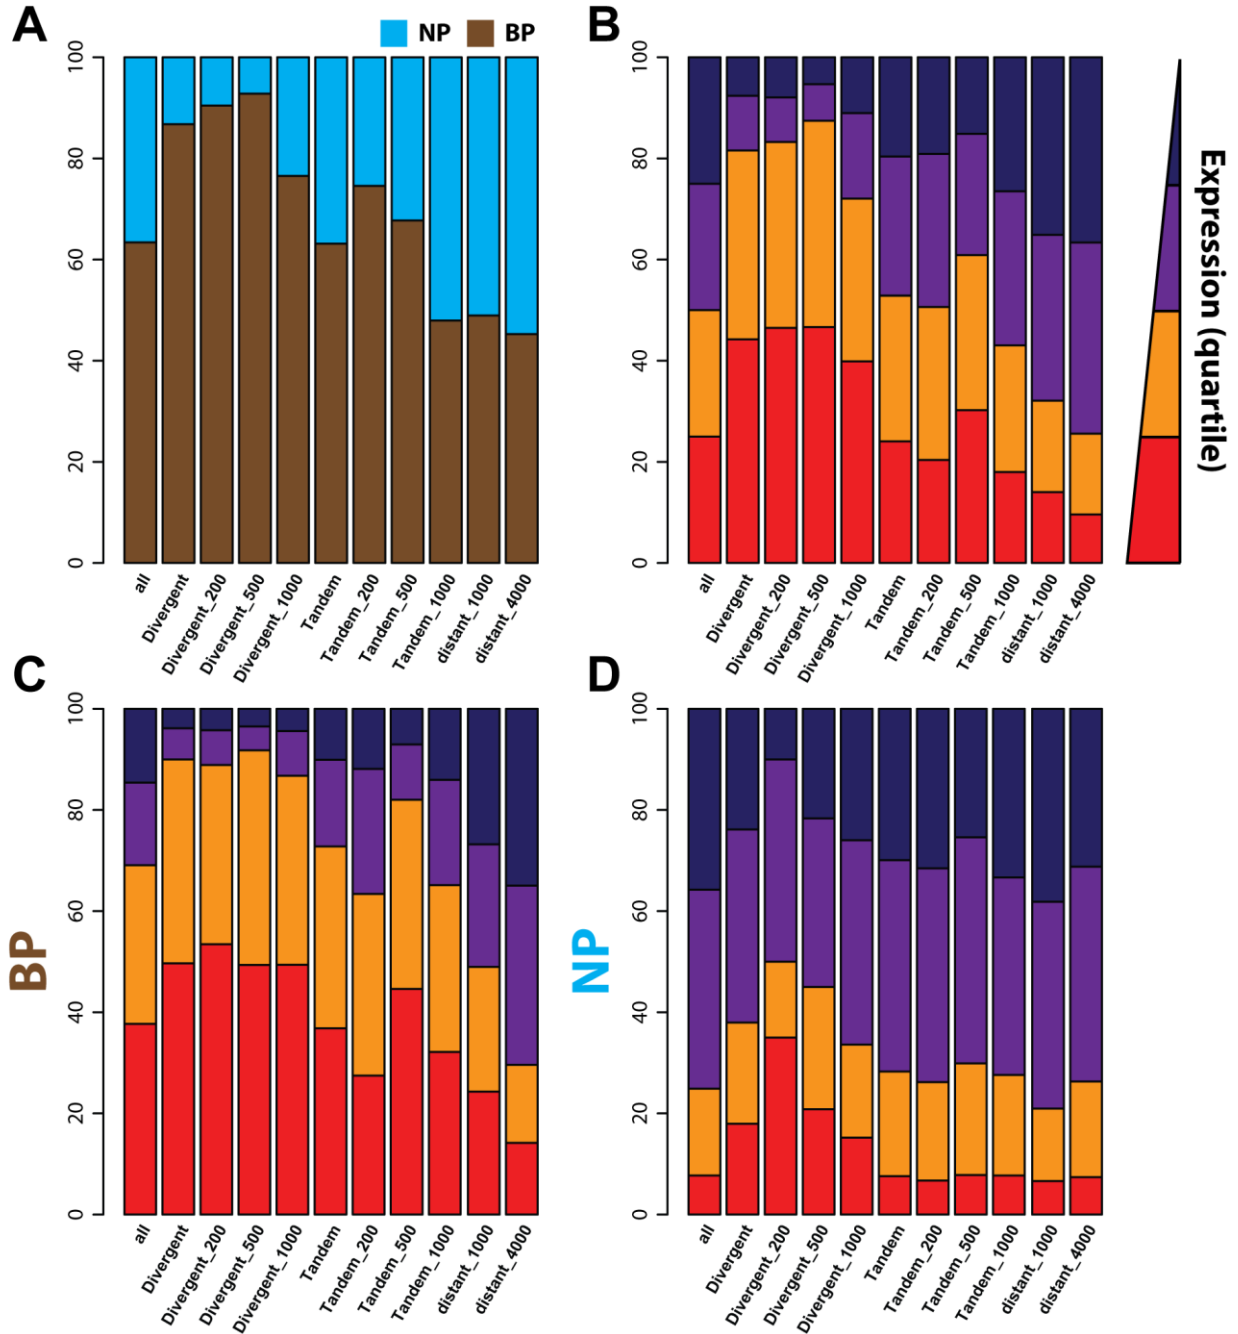 A
NP BP
100
80
60
40
20
0
all
Divergent
Divergent_200
Divergent_500
Divergent_1000
Tandem
Tandem_200
Tandem_500
Tandem_1000
distant_1000
distant_4000
B
100
80
60
40
20
0
all
Divergent
Divergent_200
Divergent_500
Divergent_1000
Tandem
Tandem_200
Tandem_500
Tandem_1000
distant_1000
distant_4000
Expression (quartile)
C
BP
100
80
60
40
20
0
all
Divergent
Divergent_200
Divergent_500
Divergent_1000
Tandem
Tandem_200
Tandem_500
Tandem_1000
distant_1000
distant_4000
D
NP
100
80
60
40
20
0
all
Divergent
Divergent_200
Divergent_500
Divergent_1000
Tandem
Tandem_200
Tandem_500
Tandem_1000
distant_1000
distant_4000